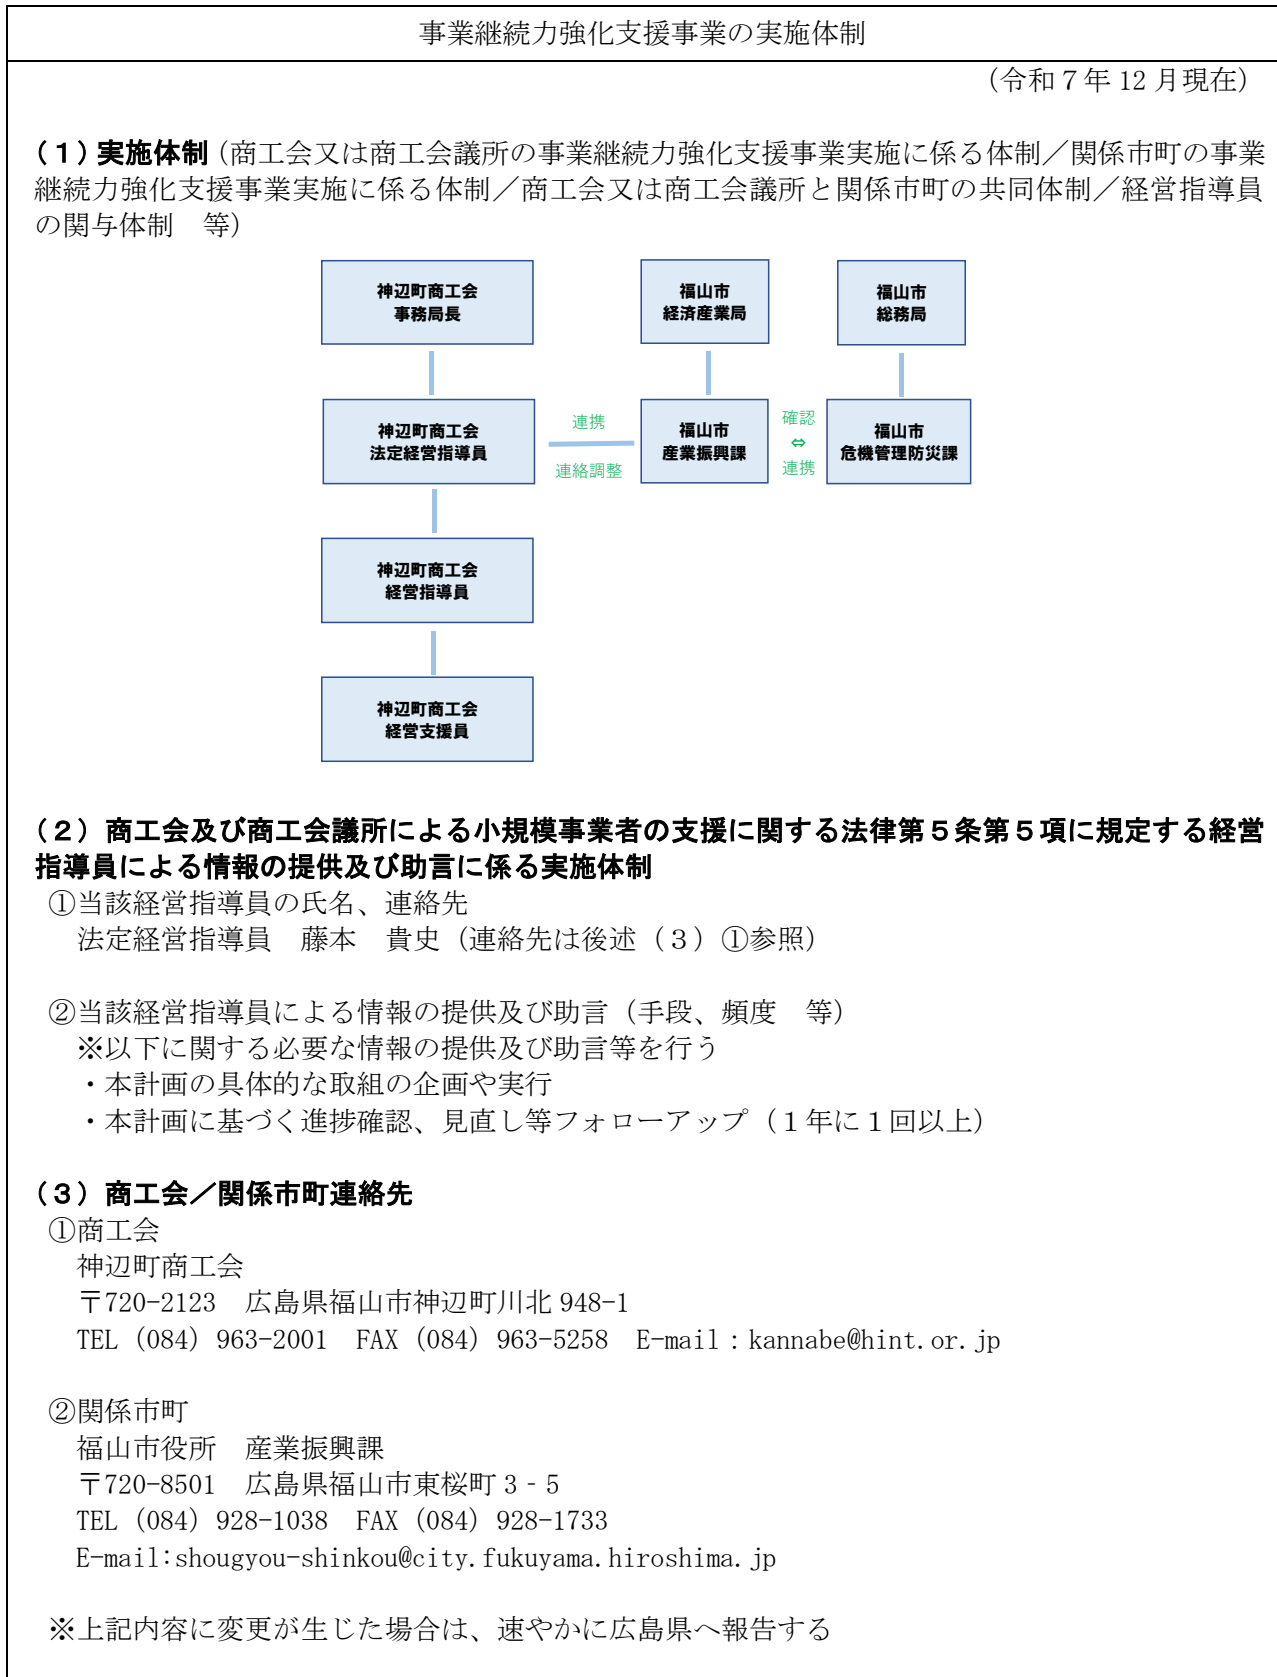 事業継続力強化支援事業の実施体制
（令和７年 12 月現在）
（１）実施体制（商工会又は商工会議所の事業継続力強化支援事業実施に係る体制／関係市町の事業
継続力強化支援事業実施に係る体制／商工会又は商工会議所と関係市町の共同体制／経営指導員
の関与体制　等）
神辺町商工会
事務局長
福山市
経済産業局
福山市
総務局
神辺町商工会
法定経営指導員
連携
連絡調整
福山市
産業振興課
確認
⇔
連携
福山市
危機管理防災課
神辺町商工会
経営指導員
神辺町商工会
経営支援員
（２）商工会及び商工会議所による小規模事業者の支援に関する法律第５条第５項に規定する経営
指導員による情報の提供及び助言に係る実施体制
①当該経営指導員の氏名、連絡先
法定経営指導員　藤本　貴史（連絡先は後述（３）①参照）
②当該経営指導員による情報の提供及び助言（手段、頻度　等）
※以下に関する必要な情報の提供及び助言等を行う
・本計画の具体的な取組の企画や実行
・本計画に基づく進捗確認、見直し等フォローアップ（１年に１回以上）
（３）商工会／関係市町連絡先
①商工会
神辺町商工会
〒720-2123　広島県福山市神辺町川北 948-1
TEL（084）963-2001　FAX（084）963-5258　E-mail：kannabe@hint.or.jp
②関係市町
福山市役所　産業振興課
〒720-8501　広島県福山市東桜町 3‐5
TEL（084）928-1038　FAX（084）928-1733
E-mail:shougyou-shinkou@city.fukuyama.hiroshima.jp
※上記内容に変更が生じた場合は、速やかに広島県へ報告する